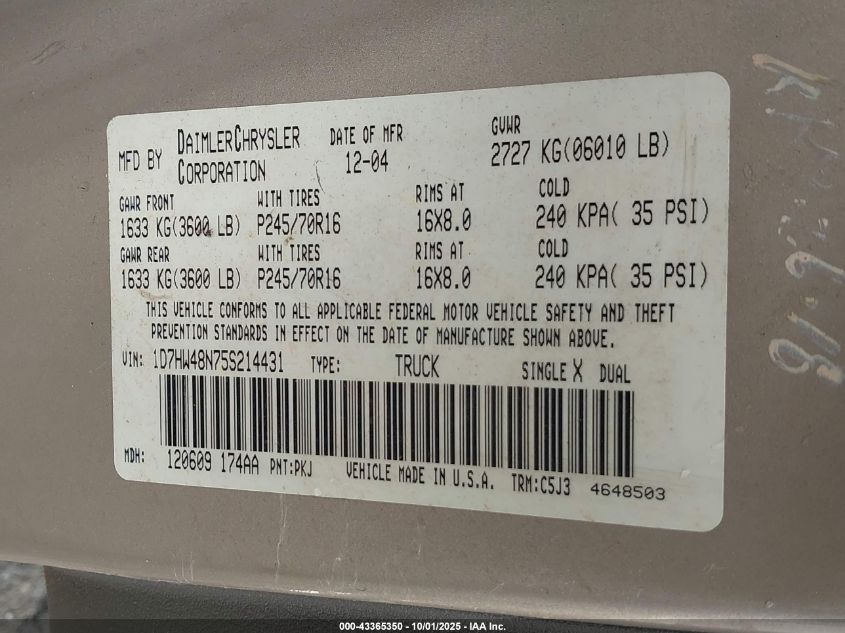 MFD BY DAIMLERCHRYSLER CORPORATION
DATE OF MFR 12-04
GVWR 2727 KG(06010 LB)
GAWR FRONT WITH TIRES RIMS AT COLD
1633 KG(3600 LB) P245/70R16 16X8.0 240 KPA( 35 PSI)
GAWR REAR WITH TIRES RIMS AT COLD
1633 KG(3600 LB) P245/70R16 16X8.0 240 KPA( 35 PSI)
THIS VEHICLE CONFORMS TO ALL APPLICABLE FEDERAL MOTOR VEHICLE SAFETY AND THEFT
PREVENTION STANDARDS IN EFFECT ON THE DATE OF MANUFACTURE SHOWN ABOVE.
VIN: 1D7HW48N75S214431 TYPE: TRUCK SINGLE X DUAL
MDH: 120609 174AA PNT:PKJ VEHICLE MADE IN U.S.A. TRM:C5J3 4648503
000-43365350 - 10/01/2025 - IAA Inc.